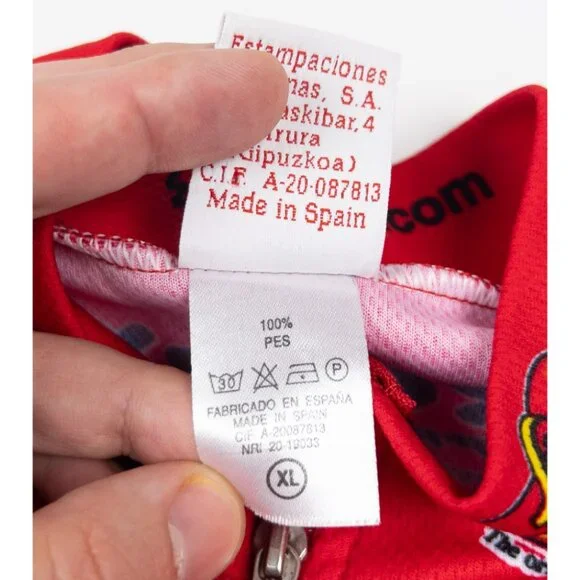 Estampaciones
S.A.
4
C.I.F. A-20-087813
Made in Spain
.com
100%
PES
30
P
FABRICADO EN ESPAÑA
MADE IN SPAIN
CIF A-20087813
NRI 20-19033
XL
The